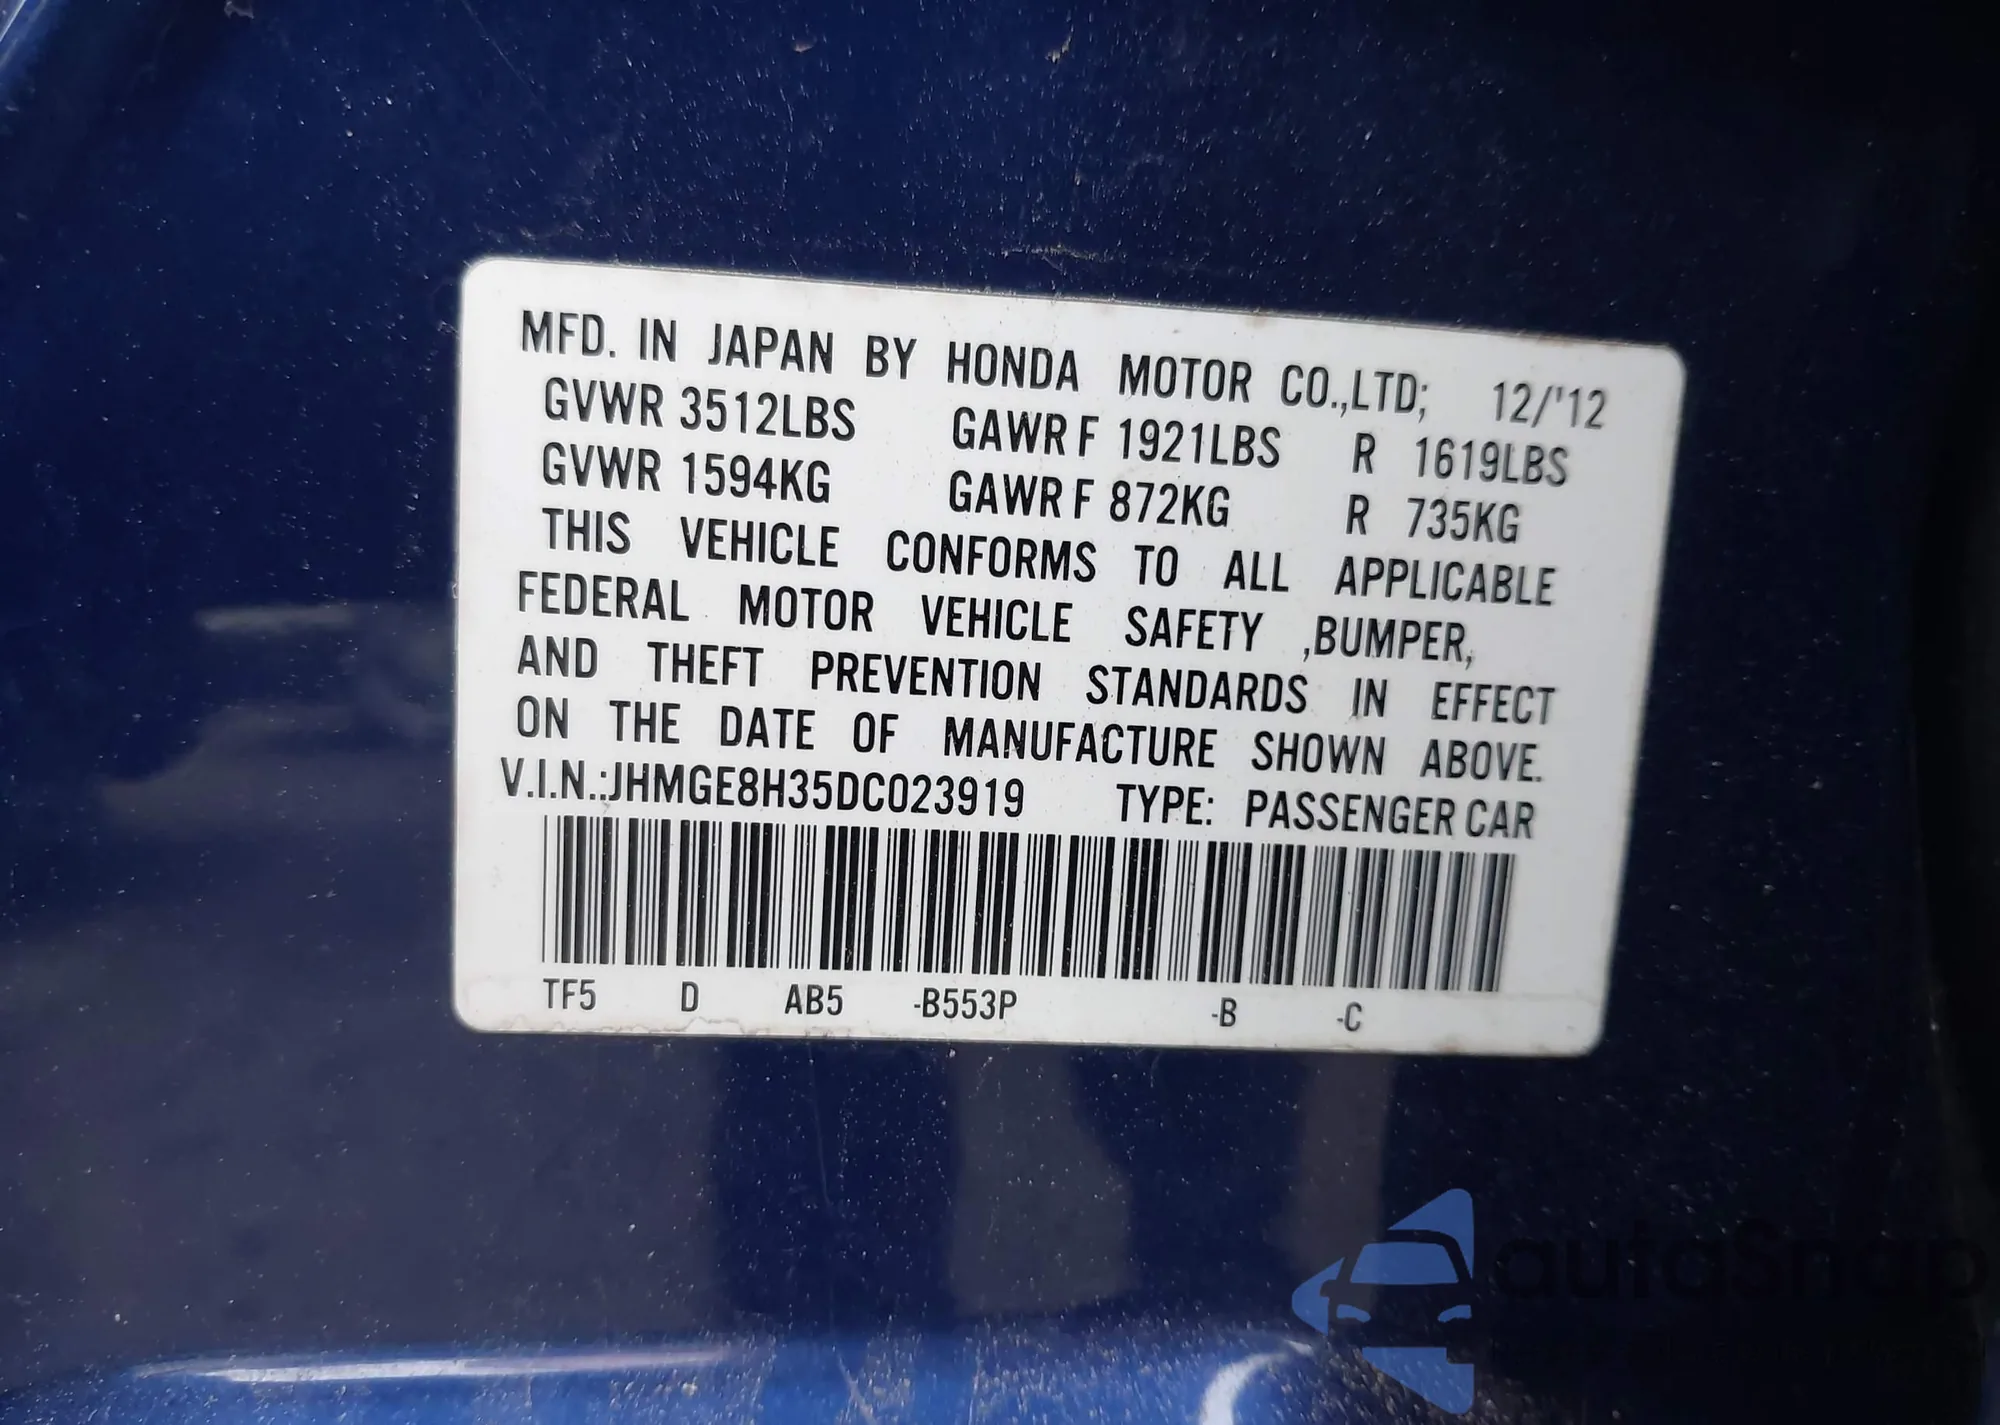 MFD. IN JAPAN BY HONDA MOTOR CO.,LTD; 12/'12
GVWR 3512LBS GAWR F 1921LBS R 1619LBS
GVWR 1594KG GAWR F 872KG R 735KG
THIS VEHICLE CONFORMS TO ALL APPLICABLE
FEDERAL MOTOR VEHICLE SAFETY ,BUMPER,
AND THEFT PREVENTION STANDARDS IN EFFECT
ON THE DATE OF MANUFACTURE SHOWN ABOVE.
V.I.N.:JHMGE8H35DC023919 TYPE: PASSENGER CAR
TF5 D AB5 -B553P -B -C
autoSnap